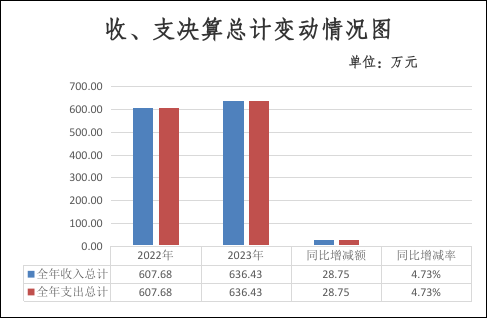 收、支决算总计变动情况图
单位：万元
700.00
600.00
500.00
400.00
300.00
200.00
100.00
0.00
2022年 2023年 同比增减额 同比增减率
全年收入总计 607.68 636.43 28.75 4.73%
全年支出总计 607.68 636.43 28.75 4.73%